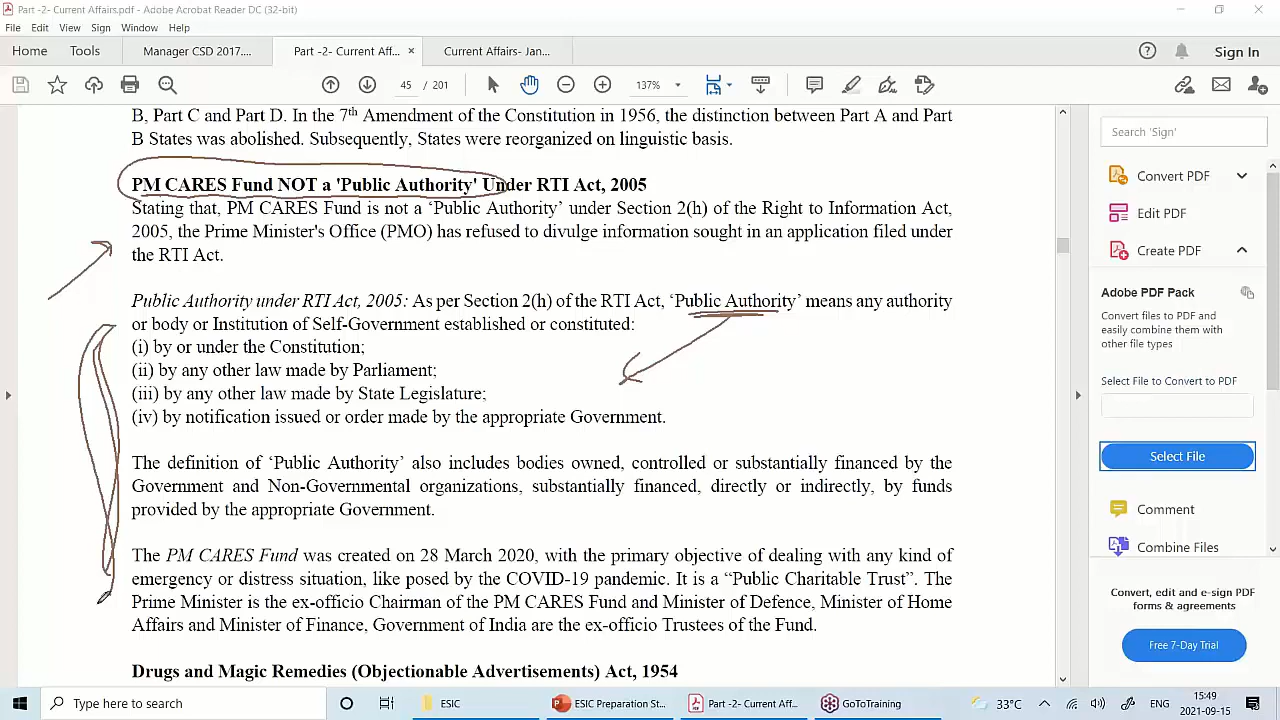 Part -2- Current Affairs.pdf - Adobe Acrobat Reader DC (32-bit)
File Edit View Sign Window Help
Home Tools Manager CSD 2017.... Part -2- Current Aff... × Current Affairs- Jan... Sign In
45 / 201 137%
B, Part C and Part D. In the 7th Amendment of the Constitution in 1956, the distinction between Part A and Part
B States was abolished. Subsequently, States were reorganized on linguistic basis.
PM CARES Fund NOT a 'Public Authority' Under RTI Act, 2005
Stating that, PM CARES Fund is not a ‘Public Authority’ under Section 2(h) of the Right to Information Act,
2005, the Prime Minister's Office (PMO) has refused to divulge information sought in an application filed under
the RTI Act.
Public Authority under RTI Act, 2005: As per Section 2(h) of the RTI Act, ‘Public Authority’ means any authority
or body or Institution of Self-Government established or constituted:
(i) by or under the Constitution;
(ii) by any other law made by Parliament;
(iii) by any other law made by State Legislature;
(iv) by notification issued or order made by the appropriate Government.
The definition of ‘Public Authority’ also includes bodies owned, controlled or substantially financed by the
Government and Non-Governmental organizations, substantially financed, directly or indirectly, by funds
provided by the appropriate Government.
The PM CARES Fund was created on 28 March 2020, with the primary objective of dealing with any kind of
emergency or distress situation, like posed by the COVID-19 pandemic. It is a “Public Charitable Trust”. The
Prime Minister is the ex-officio Chairman of the PM CARES Fund and Minister of Defence, Minister of Home
Affairs and Minister of Finance, Government of India are the ex-officio Trustees of the Fund.
Drugs and Magic Remedies (Objectionable Advertisements) Act, 1954
Search 'Sign'
Convert PDF
Edit PDF
Create PDF
Adobe PDF Pack
Convert files to PDF and
easily combine them with
other file types
Select File to Convert to PDF
Select File
Comment
Combine Files
Convert, edit and e-sign PDF
forms & agreements
Free 7-Day Trial
Type here to search ESIC ESIC Preparation St... Part -2- Current Aff... GoToTraining 33°C ENG 15:49
2021-09-15